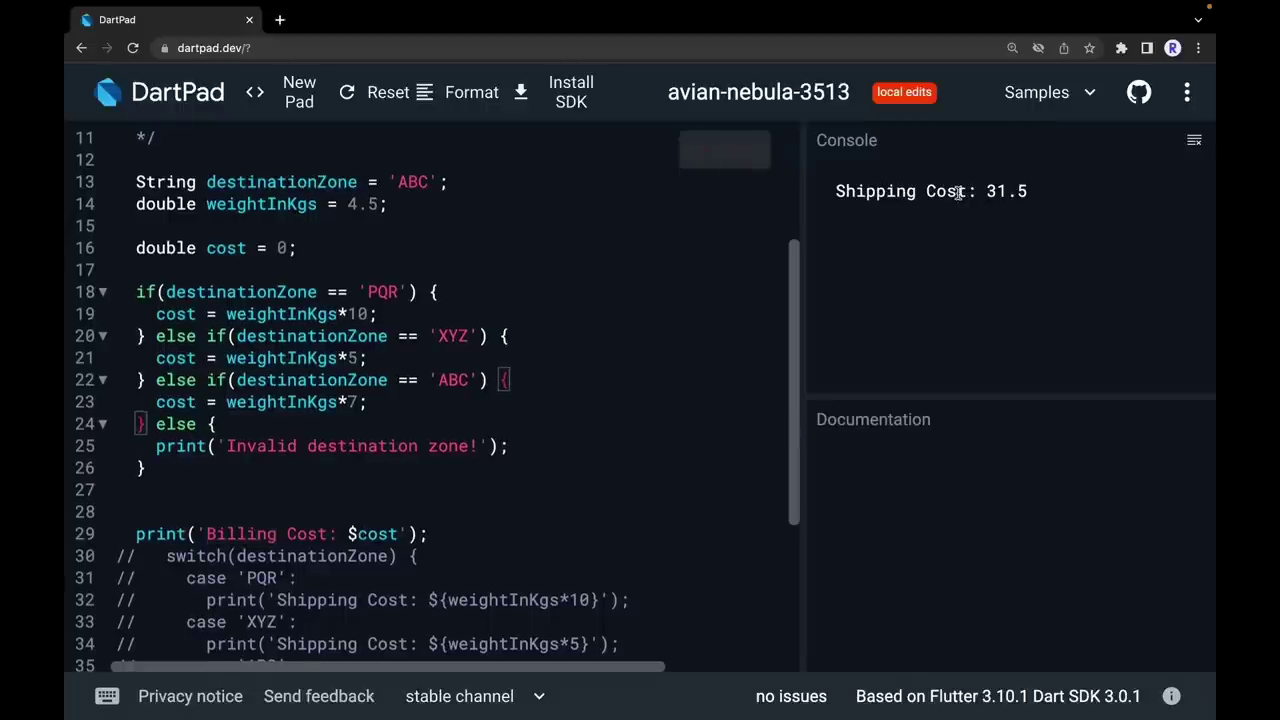 DartPad
dartpad.dev/?
R
DartPad
<>
New Pad
Reset
Format
Install SDK
avian-nebula-3513
local edits
Samples
11 */
12
13 String destinationZone = 'ABC';
14 double weightInKgs = 4.5;
15
16 double cost = 0;
17
18 if(destinationZone == 'PQR') {
19 cost = weightInKgs*10;
20 } else if(destinationZone == 'XYZ') {
21 cost = weightInKgs*5;
22 } else if(destinationZone == 'ABC') {
23 cost = weightInKgs*7;
24 } else {
25 print('Invalid destination zone!');
26 }
27
28
29 print('Billing Cost: $cost');
30 // switch(destinationZone) {
31 // case 'PQR':
32 // print('Shipping Cost: ${weightInKgs*10}');
33 // case 'XYZ':
34 // print('Shipping Cost: ${weightInKgs*5}');
35
Console
Shipping Cost: 31.5
Documentation
Privacy notice
Send feedback
stable channel
no issues
Based on Flutter 3.10.1 Dart SDK 3.0.1